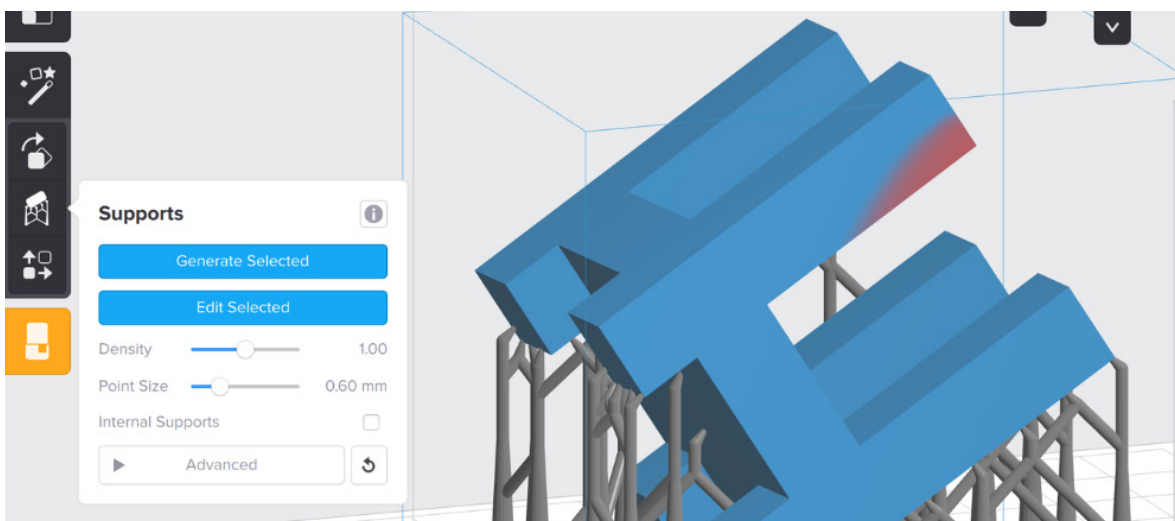 Supports
Generate Selected
Edit Selected
Density 1.00
Point Size 0.60 mm
Internal Supports
Advanced